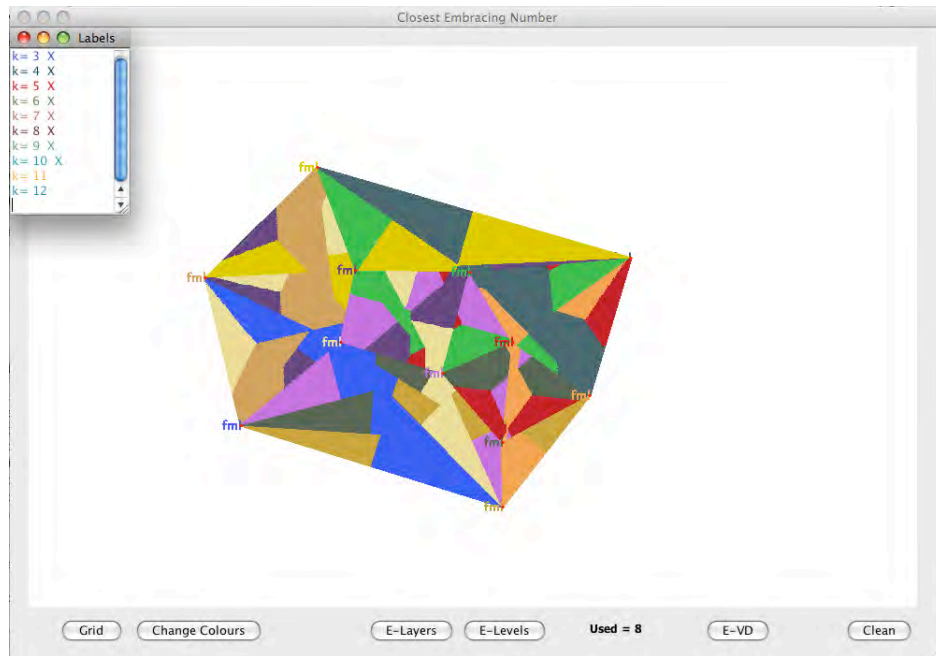 Closest Embracing Number
Labels
k= 3 X
k= 4 X
k= 5 X
k= 6 X
k= 7 X
k= 8 X
k= 9 X
k= 10 X
k= 11
k= 12
fml
fml
fml
fml
fml
fml
fml
fml
fml
fml
fml
Grid
Change Colours
E-Layers
E-Levels
Used = 8
E-VD
Clean